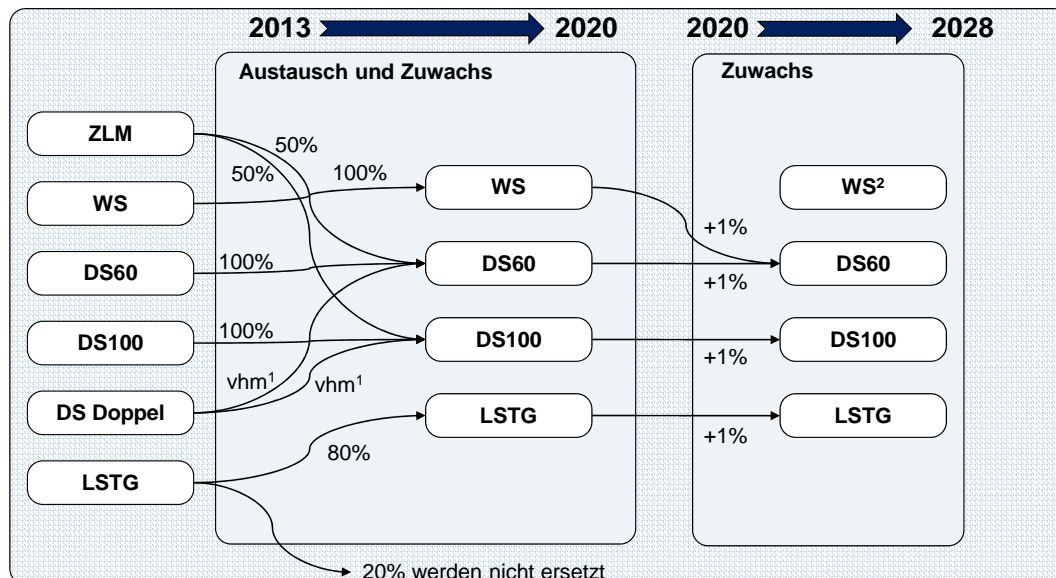 2013 2020 2020 2028
Austausch und Zuwachs
Zuwachs
ZLM
50%
50%
100%
WS
WS
WS²
+1%
DS60
100%
DS60
+1%
DS60
DS100
100%
DS100
+1%
DS100
vhm¹
vhm¹
DS Doppel
LSTG
+1%
LSTG
80%
LSTG
20% werden nicht ersetzt